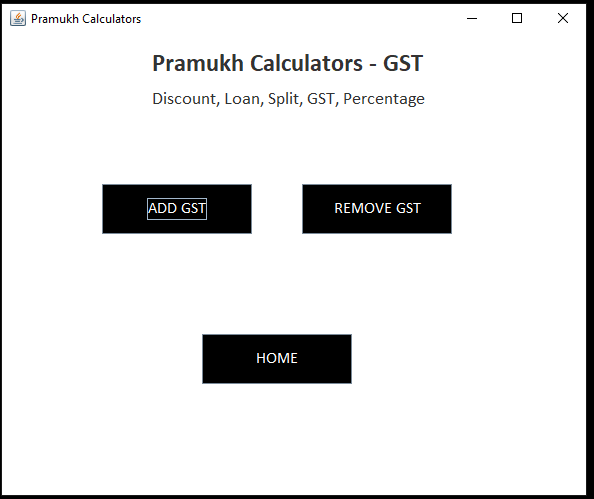 Pramukh Calculators
Pramukh Calculators - GST
Discount, Loan, Split, GST, Percentage
ADD GST
REMOVE GST
HOME